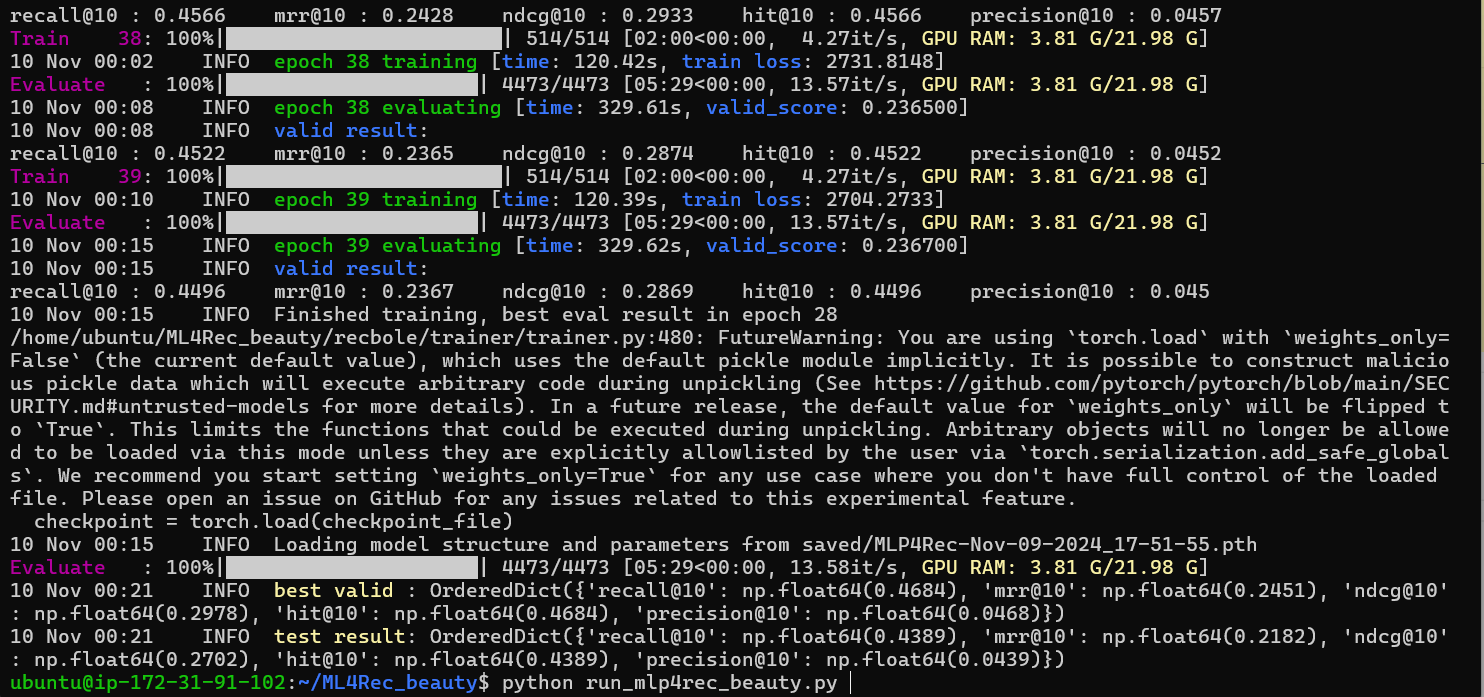 recall@10 : 0.4566    mrr@10 : 0.2428    ndcg@10 : 0.2933    hit@10 : 0.4566    precision@10 : 0.0457
Train    38: 100%|| 514/514 [02:00<00:00,  4.27it/s, GPU RAM: 3.81 G/21.98 G]
10 Nov 00:02    INFO  epoch 38 training [time: 120.42s, train loss: 2731.8148]
Evaluate   : 100%|| 4473/4473 [05:29<00:00, 13.57it/s, GPU RAM: 3.81 G/21.98 G]
10 Nov 00:08    INFO  epoch 38 evaluating [time: 329.61s, valid_score: 0.236500]
10 Nov 00:08    INFO  valid result:
recall@10 : 0.4522    mrr@10 : 0.2365    ndcg@10 : 0.2874    hit@10 : 0.4522    precision@10 : 0.0452
Train    39: 100%|| 514/514 [02:00<00:00,  4.27it/s, GPU RAM: 3.81 G/21.98 G]
10 Nov 00:10    INFO  epoch 39 training [time: 120.39s, train loss: 2704.2733]
Evaluate   : 100%|| 4473/4473 [05:29<00:00, 13.57it/s, GPU RAM: 3.81 G/21.98 G]
10 Nov 00:15    INFO  epoch 39 evaluating [time: 329.62s, valid_score: 0.236700]
10 Nov 00:15    INFO  valid result:
recall@10 : 0.4496    mrr@10 : 0.2367    ndcg@10 : 0.2869    hit@10 : 0.4496    precision@10 : 0.045
10 Nov 00:15    INFO  Finished training, best eval result in epoch 28
/home/ubuntu/ML4Rec_beauty/recbole/trainer/trainer.py:480: FutureWarning: You are using `torch.load` with `weights_only=
False` (the current default value), which uses the default pickle module implicitly. It is possible to construct malicio
us pickle data which will execute arbitrary code during unpickling (See https://github.com/pytorch/pytorch/blob/main/SEC
URITY.md#untrusted-models for more details). In a future release, the default value for `weights_only` will be flipped t
o `True`. This limits the functions that could be executed during unpickling. Arbitrary objects will no longer be allowe
d to be loaded via this mode unless they are explicitly allowlisted by the user via `torch.serialization.add_safe_global
s`. We recommend you start setting `weights_only=True` for any use case where you don't have full control of the loaded
file. Please open an issue on GitHub for any issues related to this experimental feature.
  checkpoint = torch.load(checkpoint_file)
10 Nov 00:15    INFO  Loading model structure and parameters from saved/MLP4Rec-Nov-09-2024_17-51-55.pth
Evaluate   : 100%|| 4473/4473 [05:29<00:00, 13.58it/s, GPU RAM: 3.81 G/21.98 G]
10 Nov 00:21    INFO  best valid : OrderedDict({'recall@10': np.float64(0.4684), 'mrr@10': np.float64(0.2451), 'ndcg@10'
: np.float64(0.2978), 'hit@10': np.float64(0.4684), 'precision@10': np.float64(0.0468)})
10 Nov 00:21    INFO  test result: OrderedDict({'recall@10': np.float64(0.4389), 'mrr@10': np.float64(0.2182), 'ndcg@10'
: np.float64(0.2702), 'hit@10': np.float64(0.4389), 'precision@10': np.float64(0.0439)})
ubuntu@ip-172-31-91-102:~/ML4Rec_beauty$ python run_mlp4rec_beauty.py